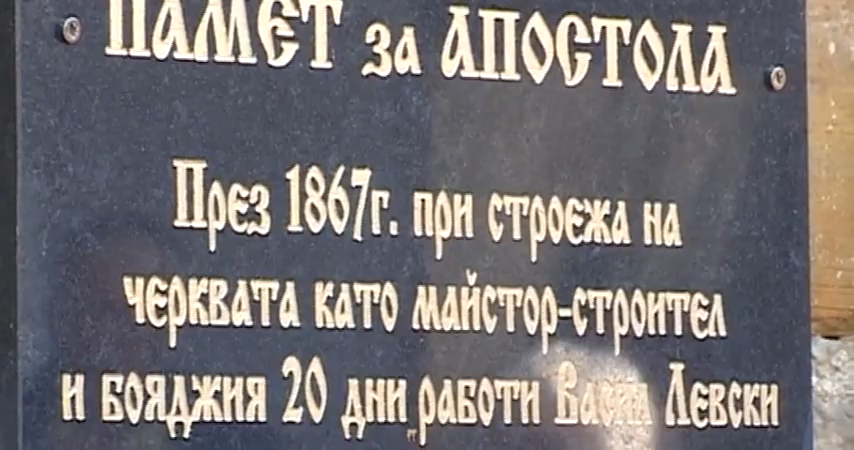 ПАМЕТ за АПОСТОЛА
През 1867г. при строежа на
черквата като майстор-строител
и бояджия 20 дни работи Васил Левски